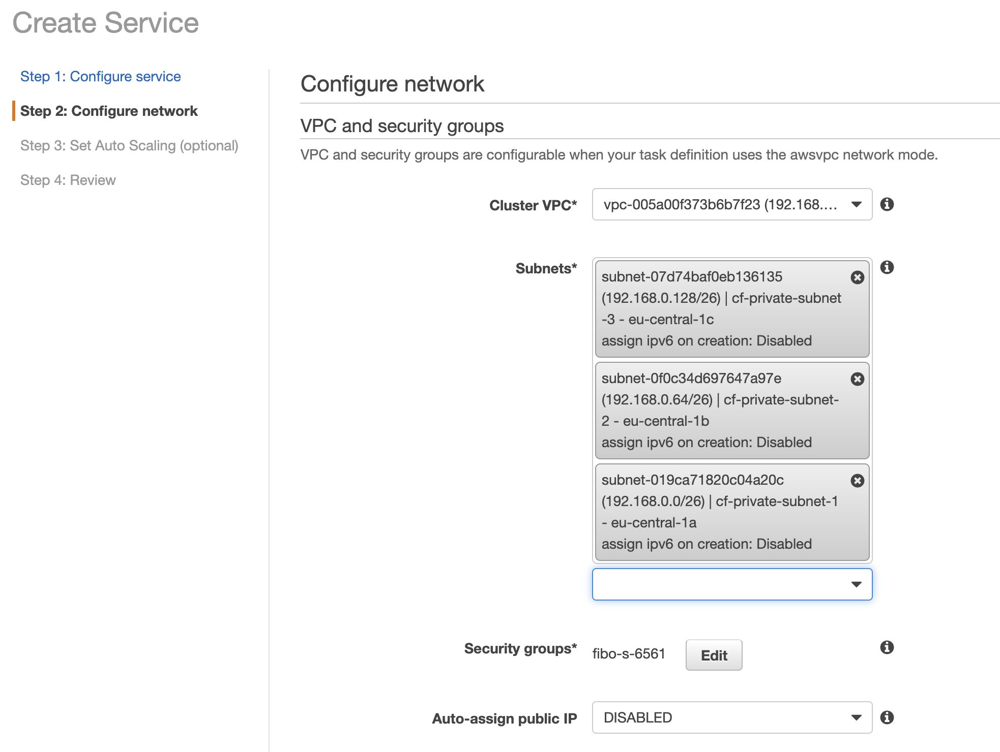 Create Service
Step 1: Configure service
Step 2: Configure network
Step 3: Set Auto Scaling (optional)
Step 4: Review
Configure network
VPC and security groups
VPC and security groups are configurable when your task definition uses the awsvpc network mode.
Cluster VPC*
vpc-005a00f373b6b7f23 (192.168....
Subnets*
subnet-07d74baf0eb136135
(192.168.0.128/26) | cf-private-subnet
-3 - eu-central-1c
assign ipv6 on creation: Disabled
subnet-0f0c34d697647a97e
(192.168.0.64/26) | cf-private-subnet-
2 - eu-central-1b
assign ipv6 on creation: Disabled
subnet-019ca71820c04a20c
(192.168.0.0/26) | cf-private-subnet-1
- eu-central-1a
assign ipv6 on creation: Disabled
Security groups*
fibo-s-6561
Edit
Auto-assign public IP
DISABLED